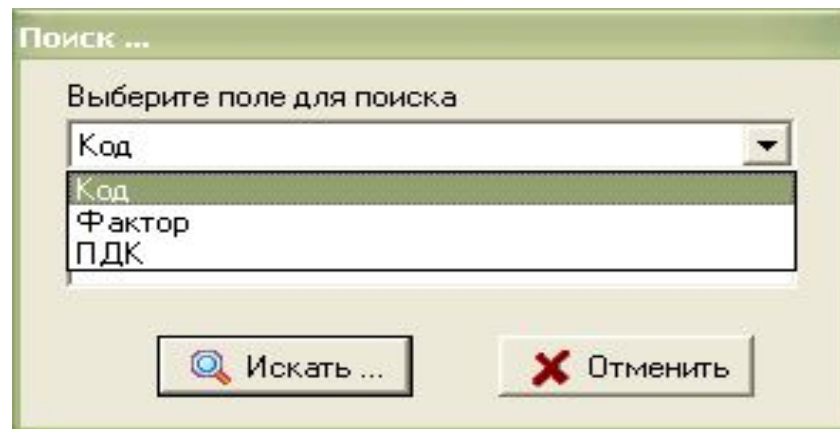 Поиск ...
Выберите поле для поиска
Код
Код
Фактор
ПДК
Искать ...
Отменить